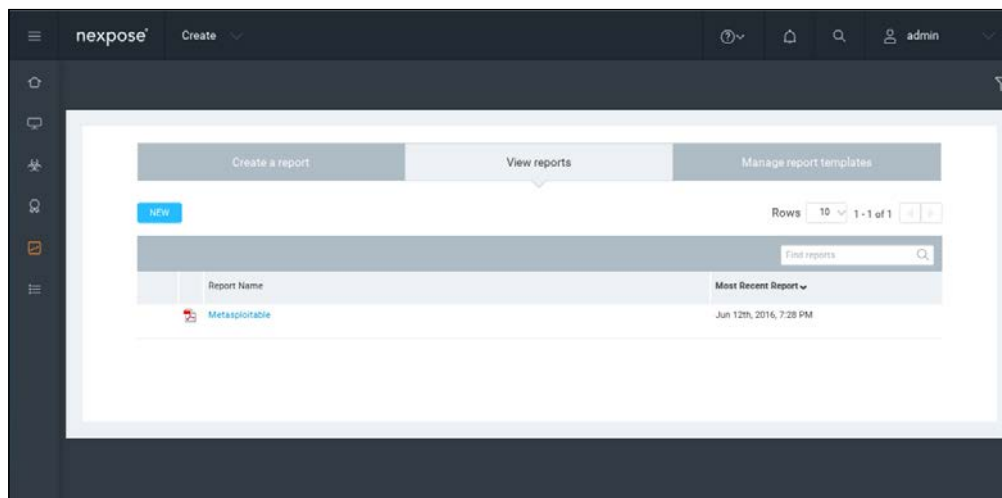 nexpose®
Create
admin
Create a report
View reports
Manage report templates
NEW
Rows 10 1 - 1 of 1
Find reports
Report Name
Most Recent Report
Metasploitable
Jun 12th, 2016, 7:28 PM